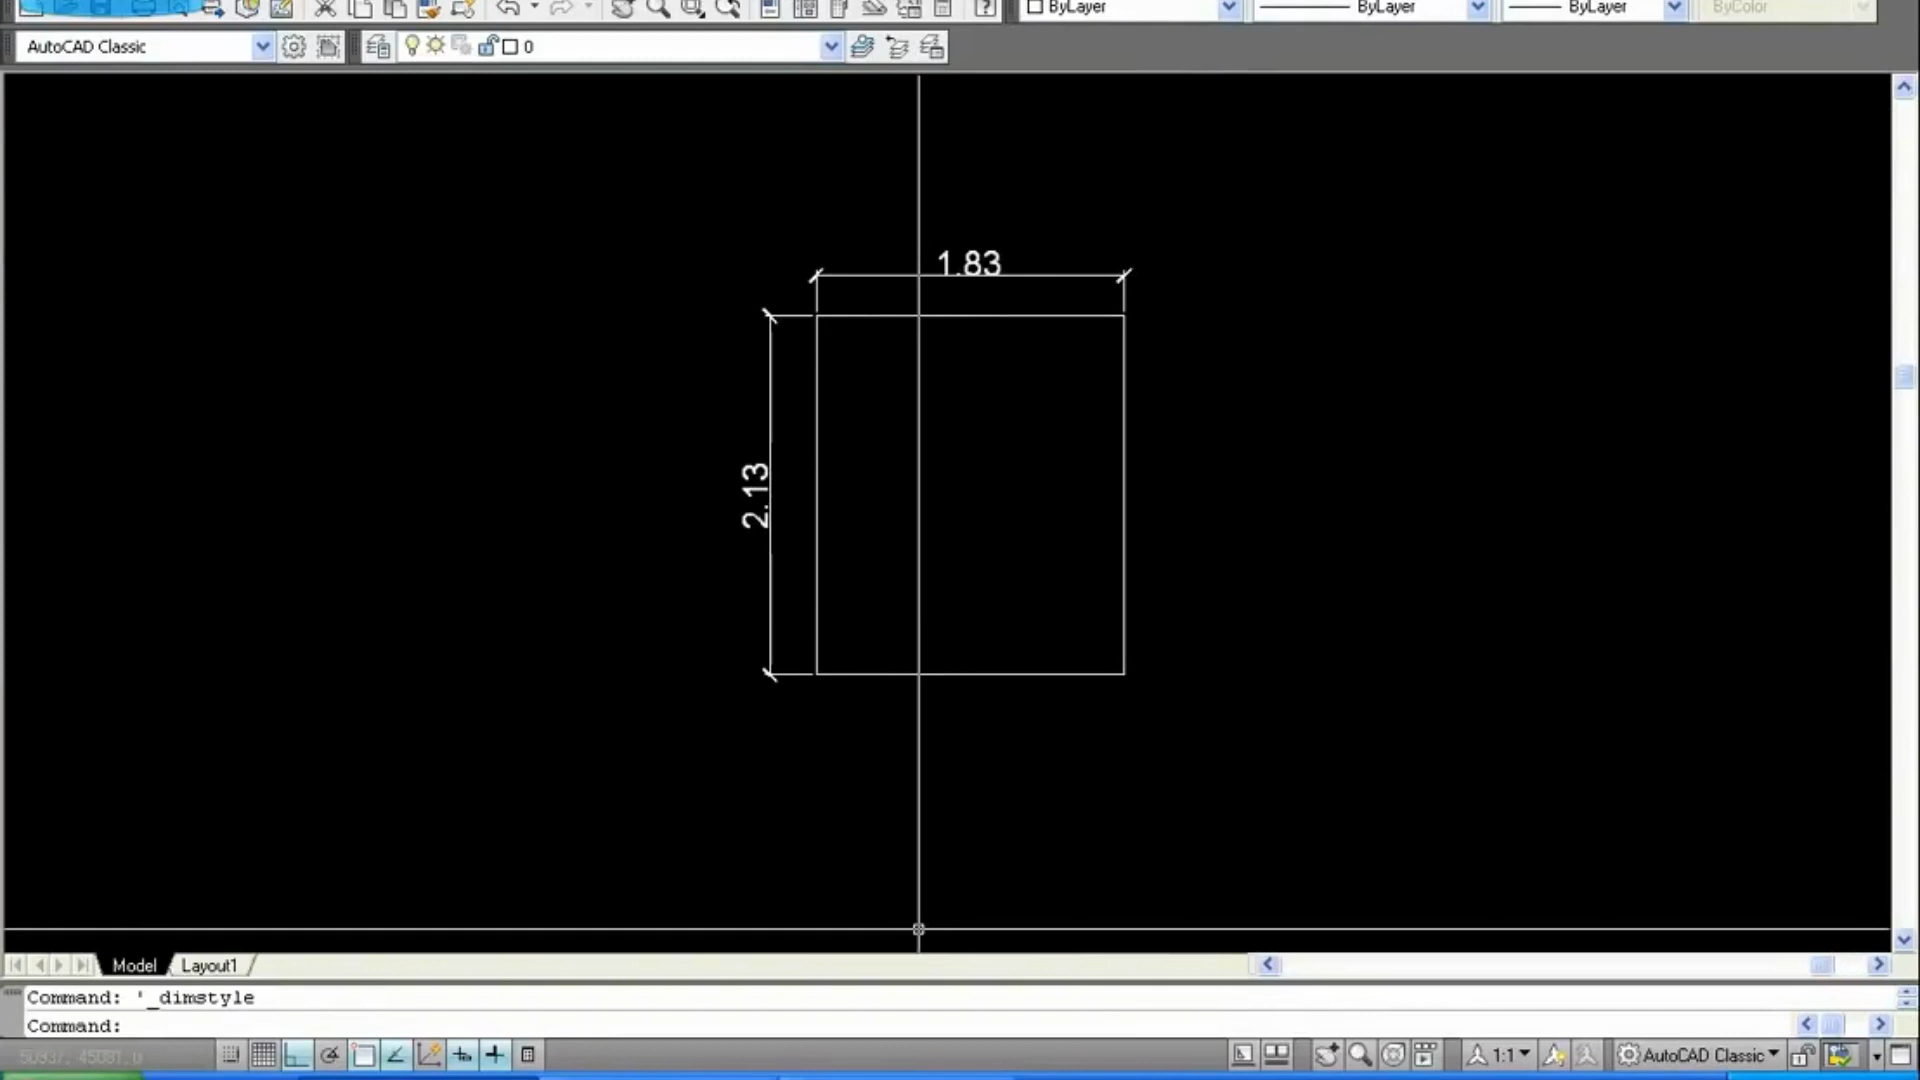 ByLayer ByLayer ByLayer ByColor
AutoCAD Classic 0
1.83
2.13
Model Layout1
Command: '_dimstyle
Command:
1:1 AutoCAD Classic